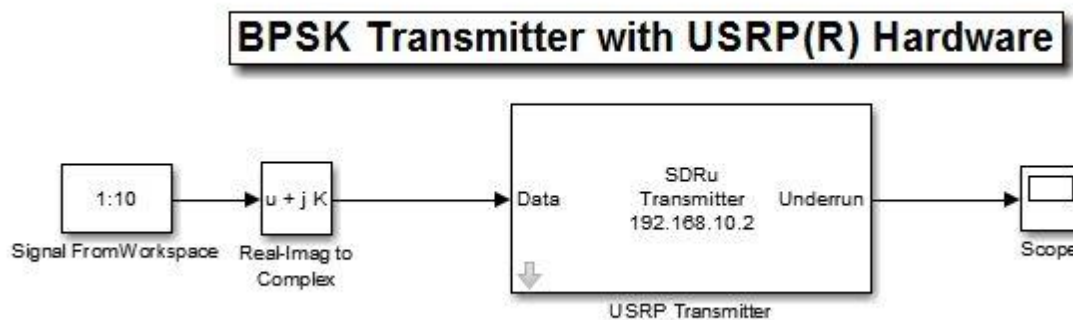 BPSK Transmitter with USRP(R) Hardware
1:10
Signal FromWorkspace
u + j K
Real-Imag to
Complex
Data
SDRu
Transmitter
192.168.10.2
Underrun
USRP Transmitter
Scope